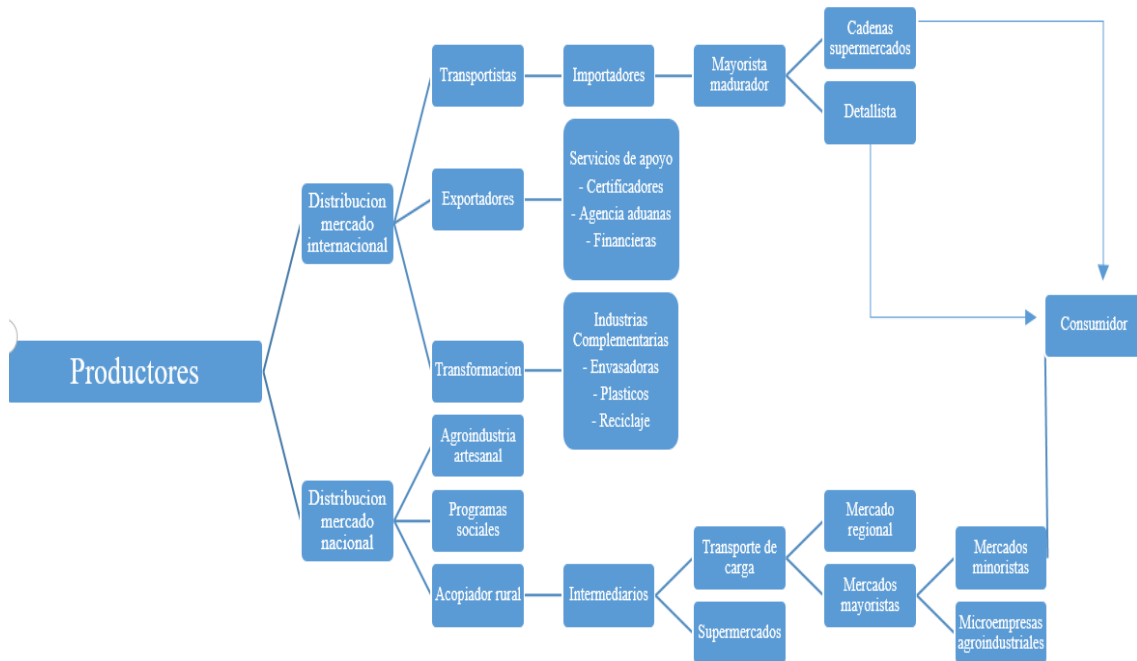 Productores
Distribucion
mercado
internacional
Transportistas
Importadores
Mayorista
madurador
Cadenas
supermercados
Detallista
Exportadores
Servicios de apoyo
- Certificadores
- Agencia aduanas
- Financieras
Transformacion
Industrias
Complementarias
- Envasadoras
- Plasticos
- Reciclaje
Distribucion
mercado
nacional
Agroindustria
artesanal
Programas
sociales
Acopiador rural
Intermediarios
Transporte de
carga
Supermercados
Mercado
regional
Mercados
mayoristas
Mercados
minoristas
Microempresas
agroindustriales
Consumidor